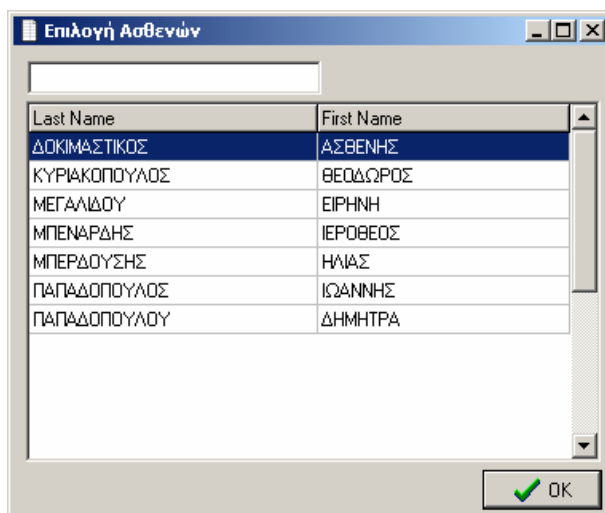 Επιλογή Ασθενών
Last Name First Name
ΔΟΚΙΜΑΣΤΙΚΟΣ ΑΣΘΕΝΗΣ
ΚΥΡΙΑΚΟΠΟΥΛΟΣ ΘΕΟΔΩΡΟΣ
ΜΕΓΑΛΙΔΟΥ ΕΙΡΗΝΗ
ΜΠΕΝΑΡΔΗΣ ΙΕΡΟΘΕΟΣ
ΜΠΕΡΔΟΥΣΗΣ ΗΛΙΑΣ
ΠΑΠΑΔΟΠΟΥΛΟΣ ΙΩΑΝΝΗΣ
ΠΑΠΑΔΟΠΟΥΛΟΥ ΔΗΜΗΤΡΑ
OK